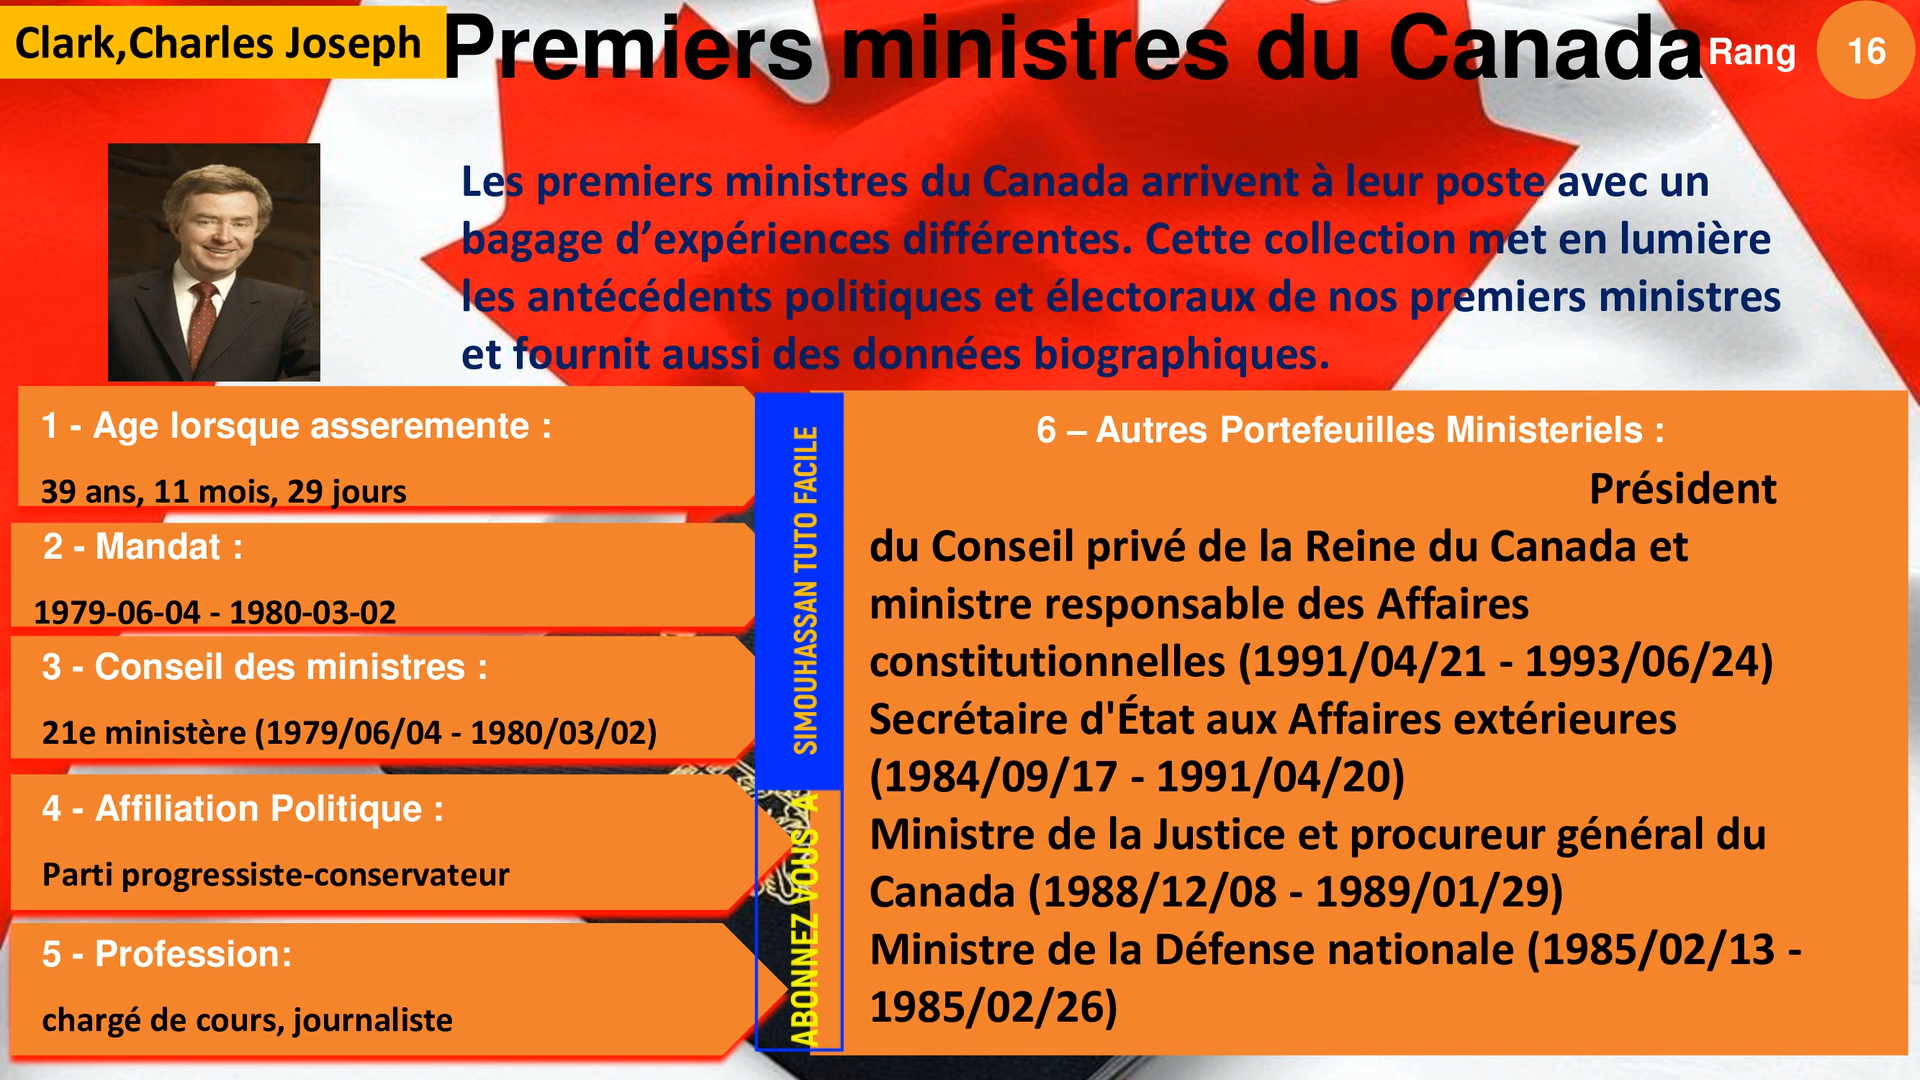 Clark,Charles Joseph
Premiers ministres du Canada
Rang
16
Les premiers ministres du Canada arrivent à leur poste avec un
bagage d’expériences différentes. Cette collection met en lumière
les antécédents politiques et électoraux de nos premiers ministres
et fournit aussi des données biographiques.
1 - Age lorsque asseremente :
39 ans, 11 mois, 29 jours
2 - Mandat :
1979-06-04 - 1980-03-02
3 - Conseil des ministres :
21e ministère (1979/06/04 - 1980/03/02)
4 - Affiliation Politique :
Parti progressiste-conservateur
5 - Profession:
chargé de cours, journaliste
ABONNEZ VOUS A
SIMOUHASSAN TUTO FACILE
6 – Autres Portefeuilles Ministeriels :
Président
du Conseil privé de la Reine du Canada et
ministre responsable des Affaires
constitutionnelles (1991/04/21 - 1993/06/24)
Secrétaire d'État aux Affaires extérieures
(1984/09/17 - 1991/04/20)
Ministre de la Justice et procureur général du
Canada (1988/12/08 - 1989/01/29)
Ministre de la Défense nationale (1985/02/13 -
1985/02/26)